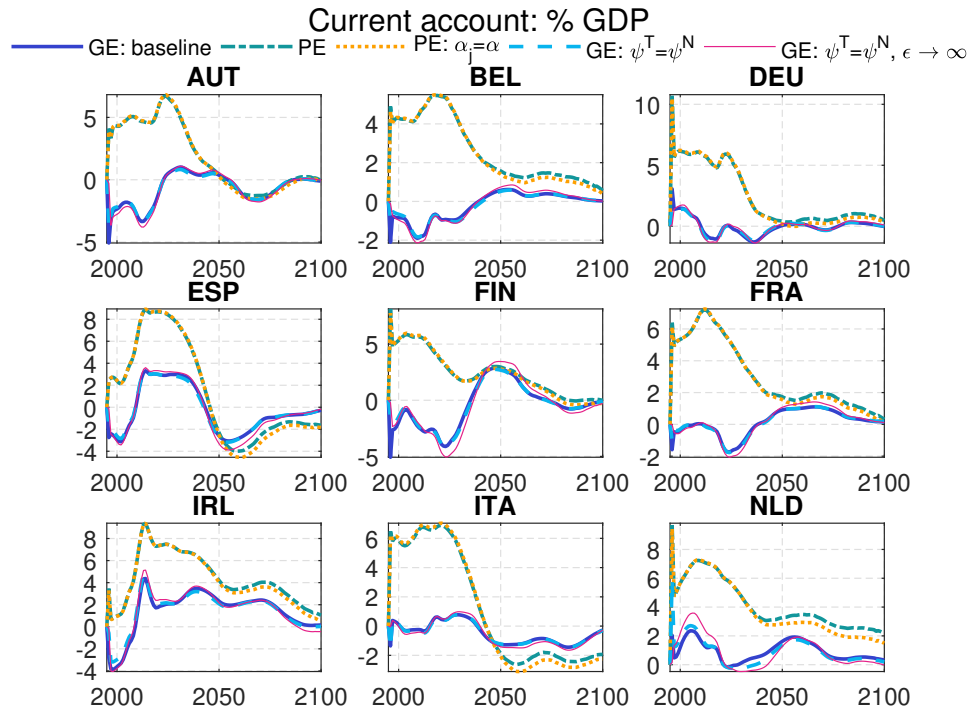 Current account: % GDP
GE: baseline PE PE: α_j=α GE: ψ^T=ψ^N GE: ψ^T=ψ^N, ϵ → ∞
AUT BEL DEU
5 0 -5
2000 2050 2100
4 2 0 -2
2000 2050 2100
10 5 0
2000 2050 2100
ESP FIN FRA
8 6 4 2 0 -2 -4
2000 2050 2100
5 0 -5
2000 2050 2100
6 4 2 0 -2
2000 2050 2100
IRL ITA NLD
8 6 4 2 0 -2 -4
2000 2050 2100
6 4 2 0 -2
2000 2050 2100
8 6 4 2 0
2000 2050 2100